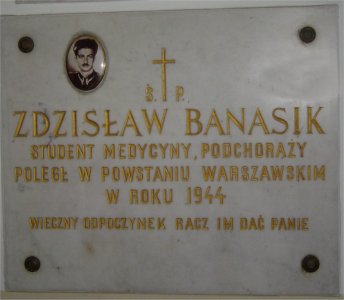 Ś. P.
ZDZISŁAW BANASIK
STUDENT MEDYCYNY, PODCHORĄŻY
POLEGŁ W POWSTANIU WARSZAWSKIM
W ROKU 1944
WIECZNY ODPOCZYNEK RACZ IM DAĆ PANIE